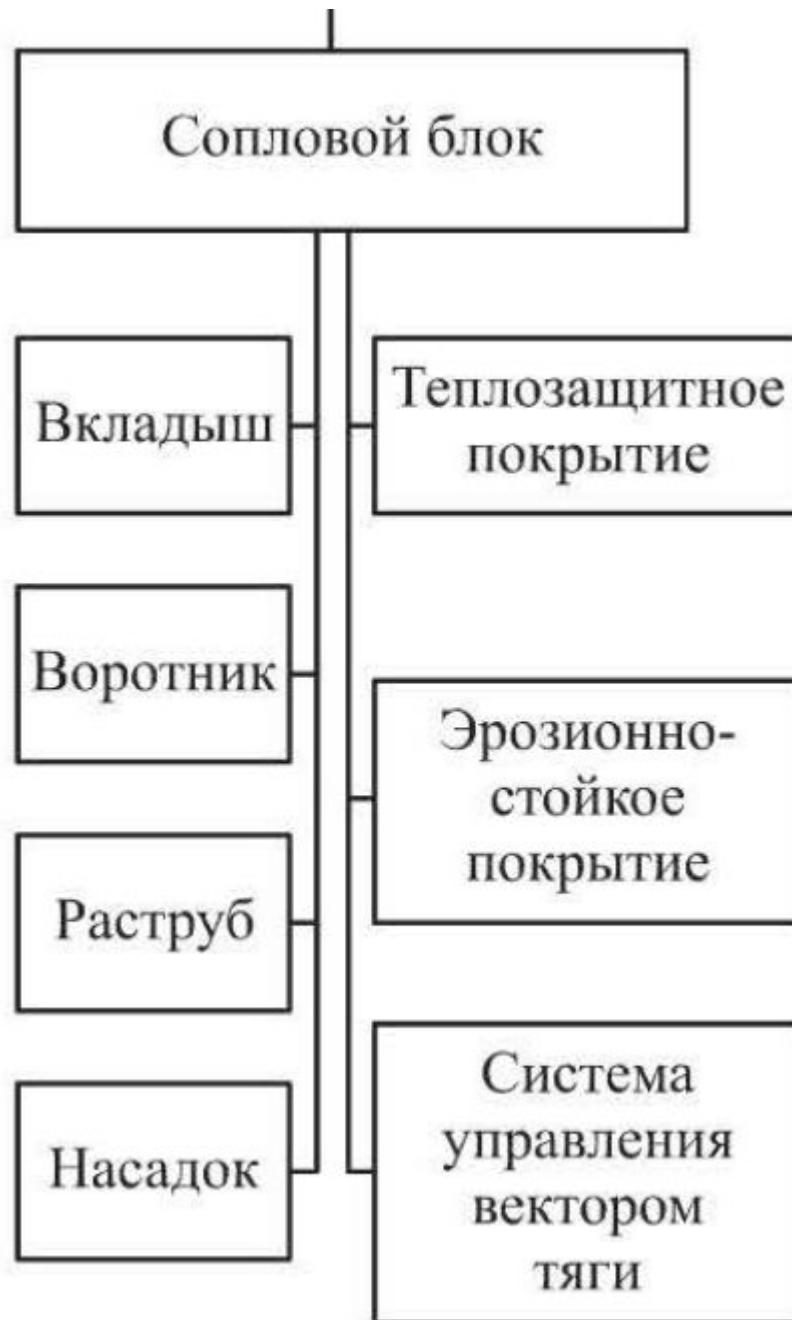 Сопловой блок
Вкладыш
Воротник
Раструб
Насадок
Теплозащитное
покрытие
Эрозионно-
стойкое
покрытие
Система
управления
вектором
тяги